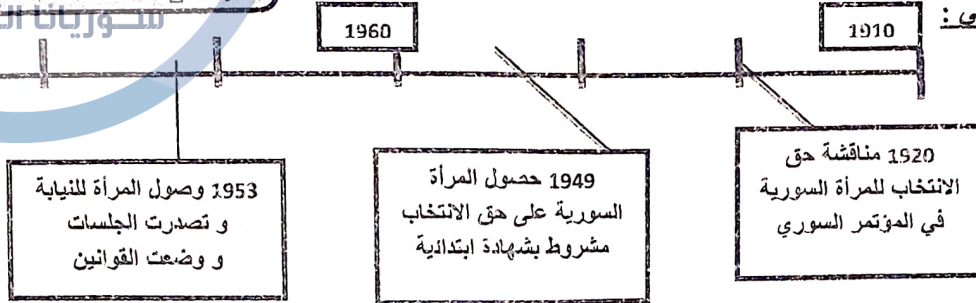 سـوريانا
: ى
1910
1960
1920 مناقشة حق
الانتخاب للمرأة السورية
في المؤتمر السوري
1949 حصول المرأة
السورية على حق الانتخاب
مشروط بشهادة ابتدائية
1953 وصول المرأة للنيابة
و تصدرت الجلسات
و وضعت القوانين